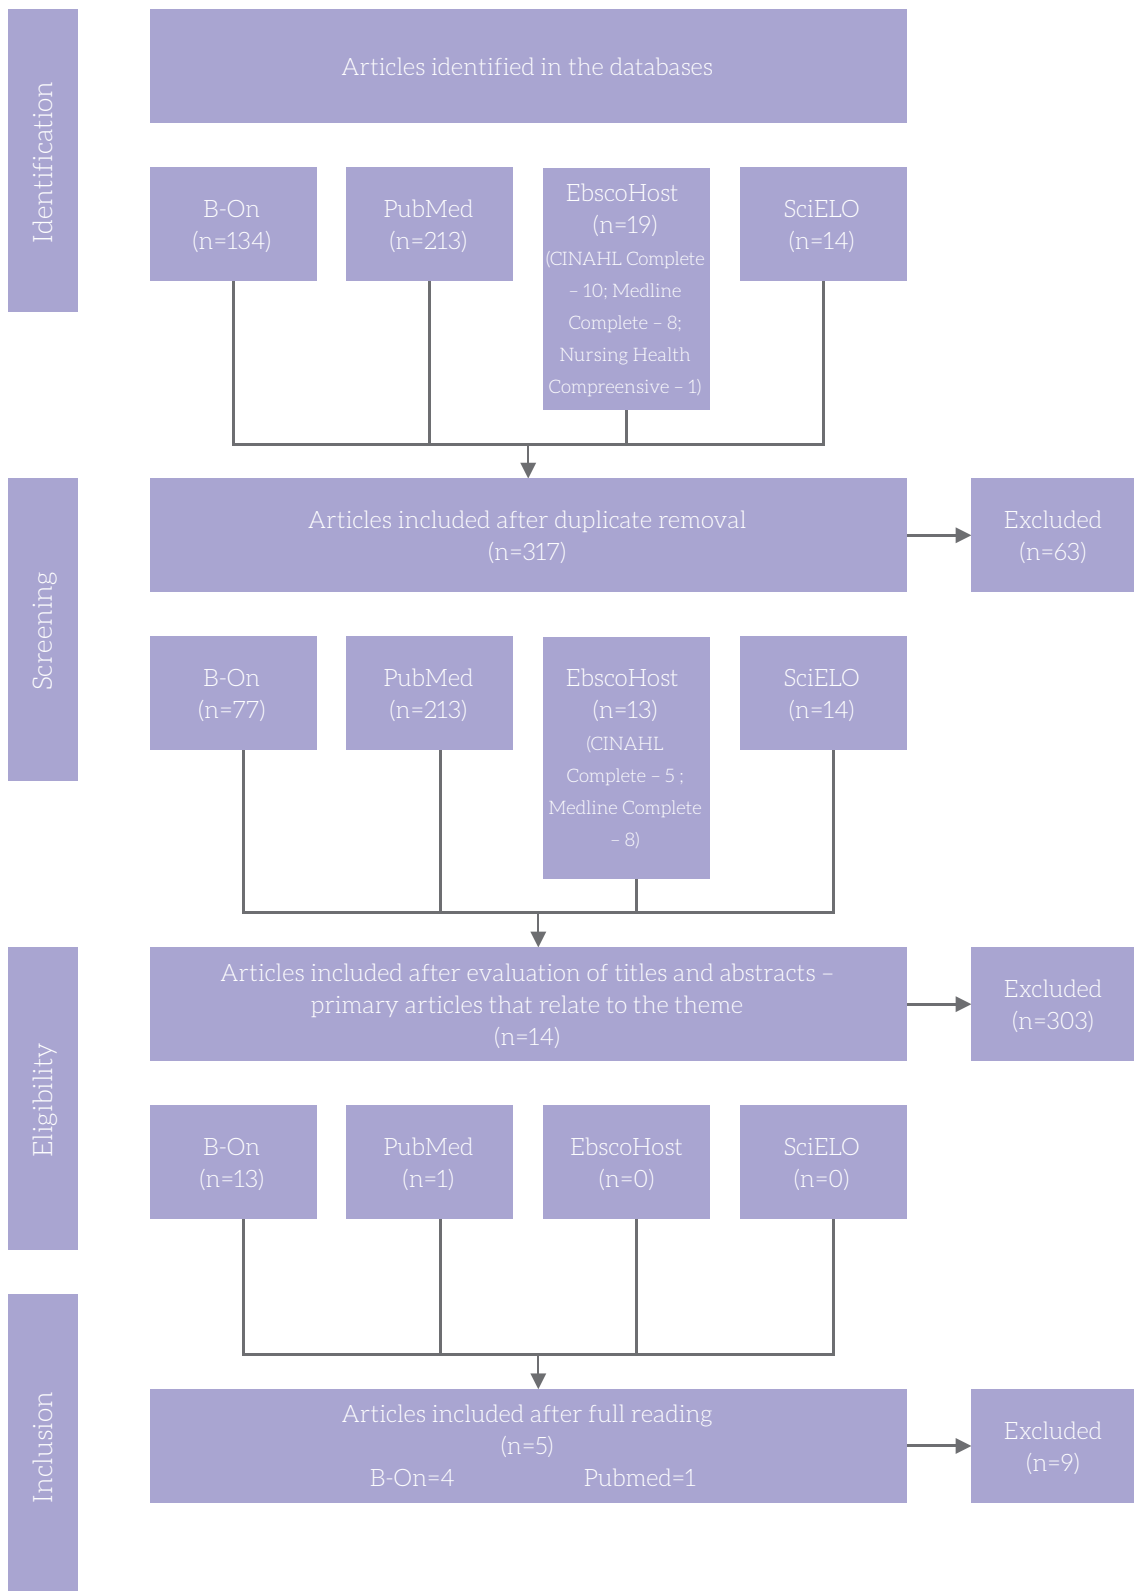 Identification
Articles identified in the databases
B-On
(n=134)
PubMed
(n=213)
EbscoHost
(n=19)
(CINAHL Complete
– 10; Medline
Complete – 8;
Nursing Health
Compreensive – 1)
SciELO
(n=14)
Screening
Articles included after duplicate removal
(n=317)
Excluded
(n=63)
B-On
(n=77)
PubMed
(n=213)
EbscoHost
(n=13)
(CINAHL
Complete – 5 ;
Medline Complete
– 8)
SciELO
(n=14)
Eligibility
Articles included after evaluation of titles and abstracts –
primary articles that relate to the theme
(n=14)
Excluded
(n=303)
B-On
(n=13)
PubMed
(n=1)
EbscoHost
(n=0)
SciELO
(n=0)
Inclusion
Articles included after full reading
(n=5)
B-On=4 Pubmed=1
Excluded
(n=9)